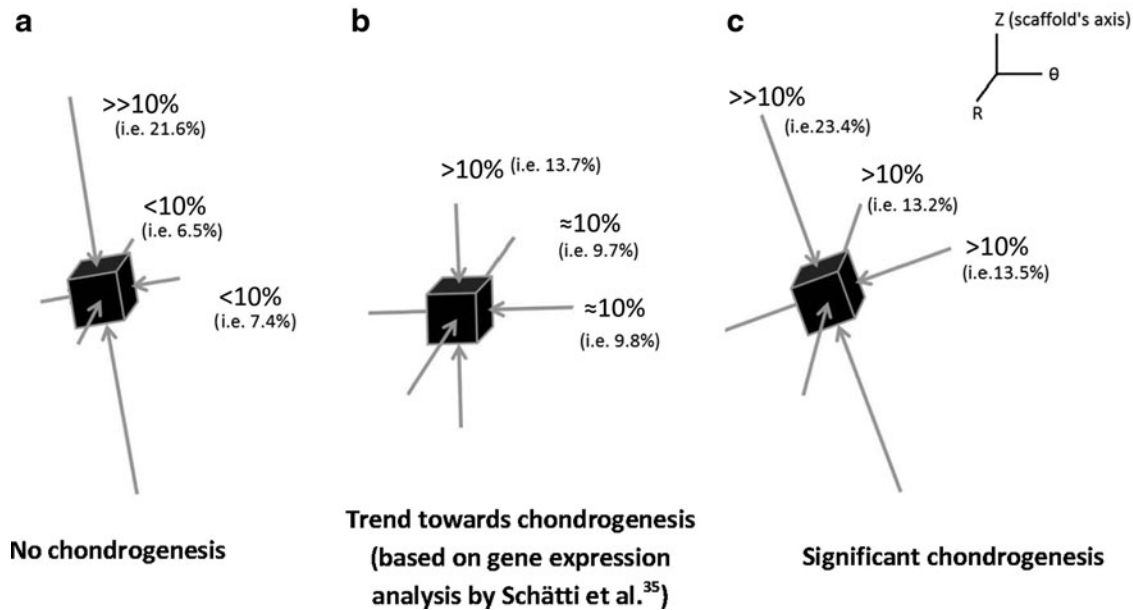 a
>>10%
(i.e. 21.6%)
<10%
(i.e. 6.5%)
<10%
(i.e. 7.4%)
No chondrogenesis
b
>10% (i.e. 13.7%)
≈10%
(i.e. 9.7%)
≈10%
(i.e. 9.8%)
Trend towards chondrogenesis
(based on gene expression
analysis by Schätti et al.35)
c
Z (scaffold's axis)
θ
R
>>10%
(i.e.23.4%)
>10%
(i.e. 13.2%)
>10%
(i.e.13.5%)
Significant chondrogenesis